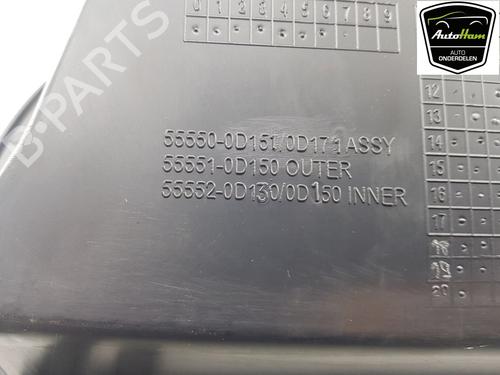 AutoHam
AUTO
ONDERDELEN
B-PARTS
0 1 2 3 4 5 6 7 8 9
55550-0D151/0D171 ASSY
55551-0D150 OUTER
55552-0D130/0D150 INNER
12
13
14
15
16
17
18
19
20